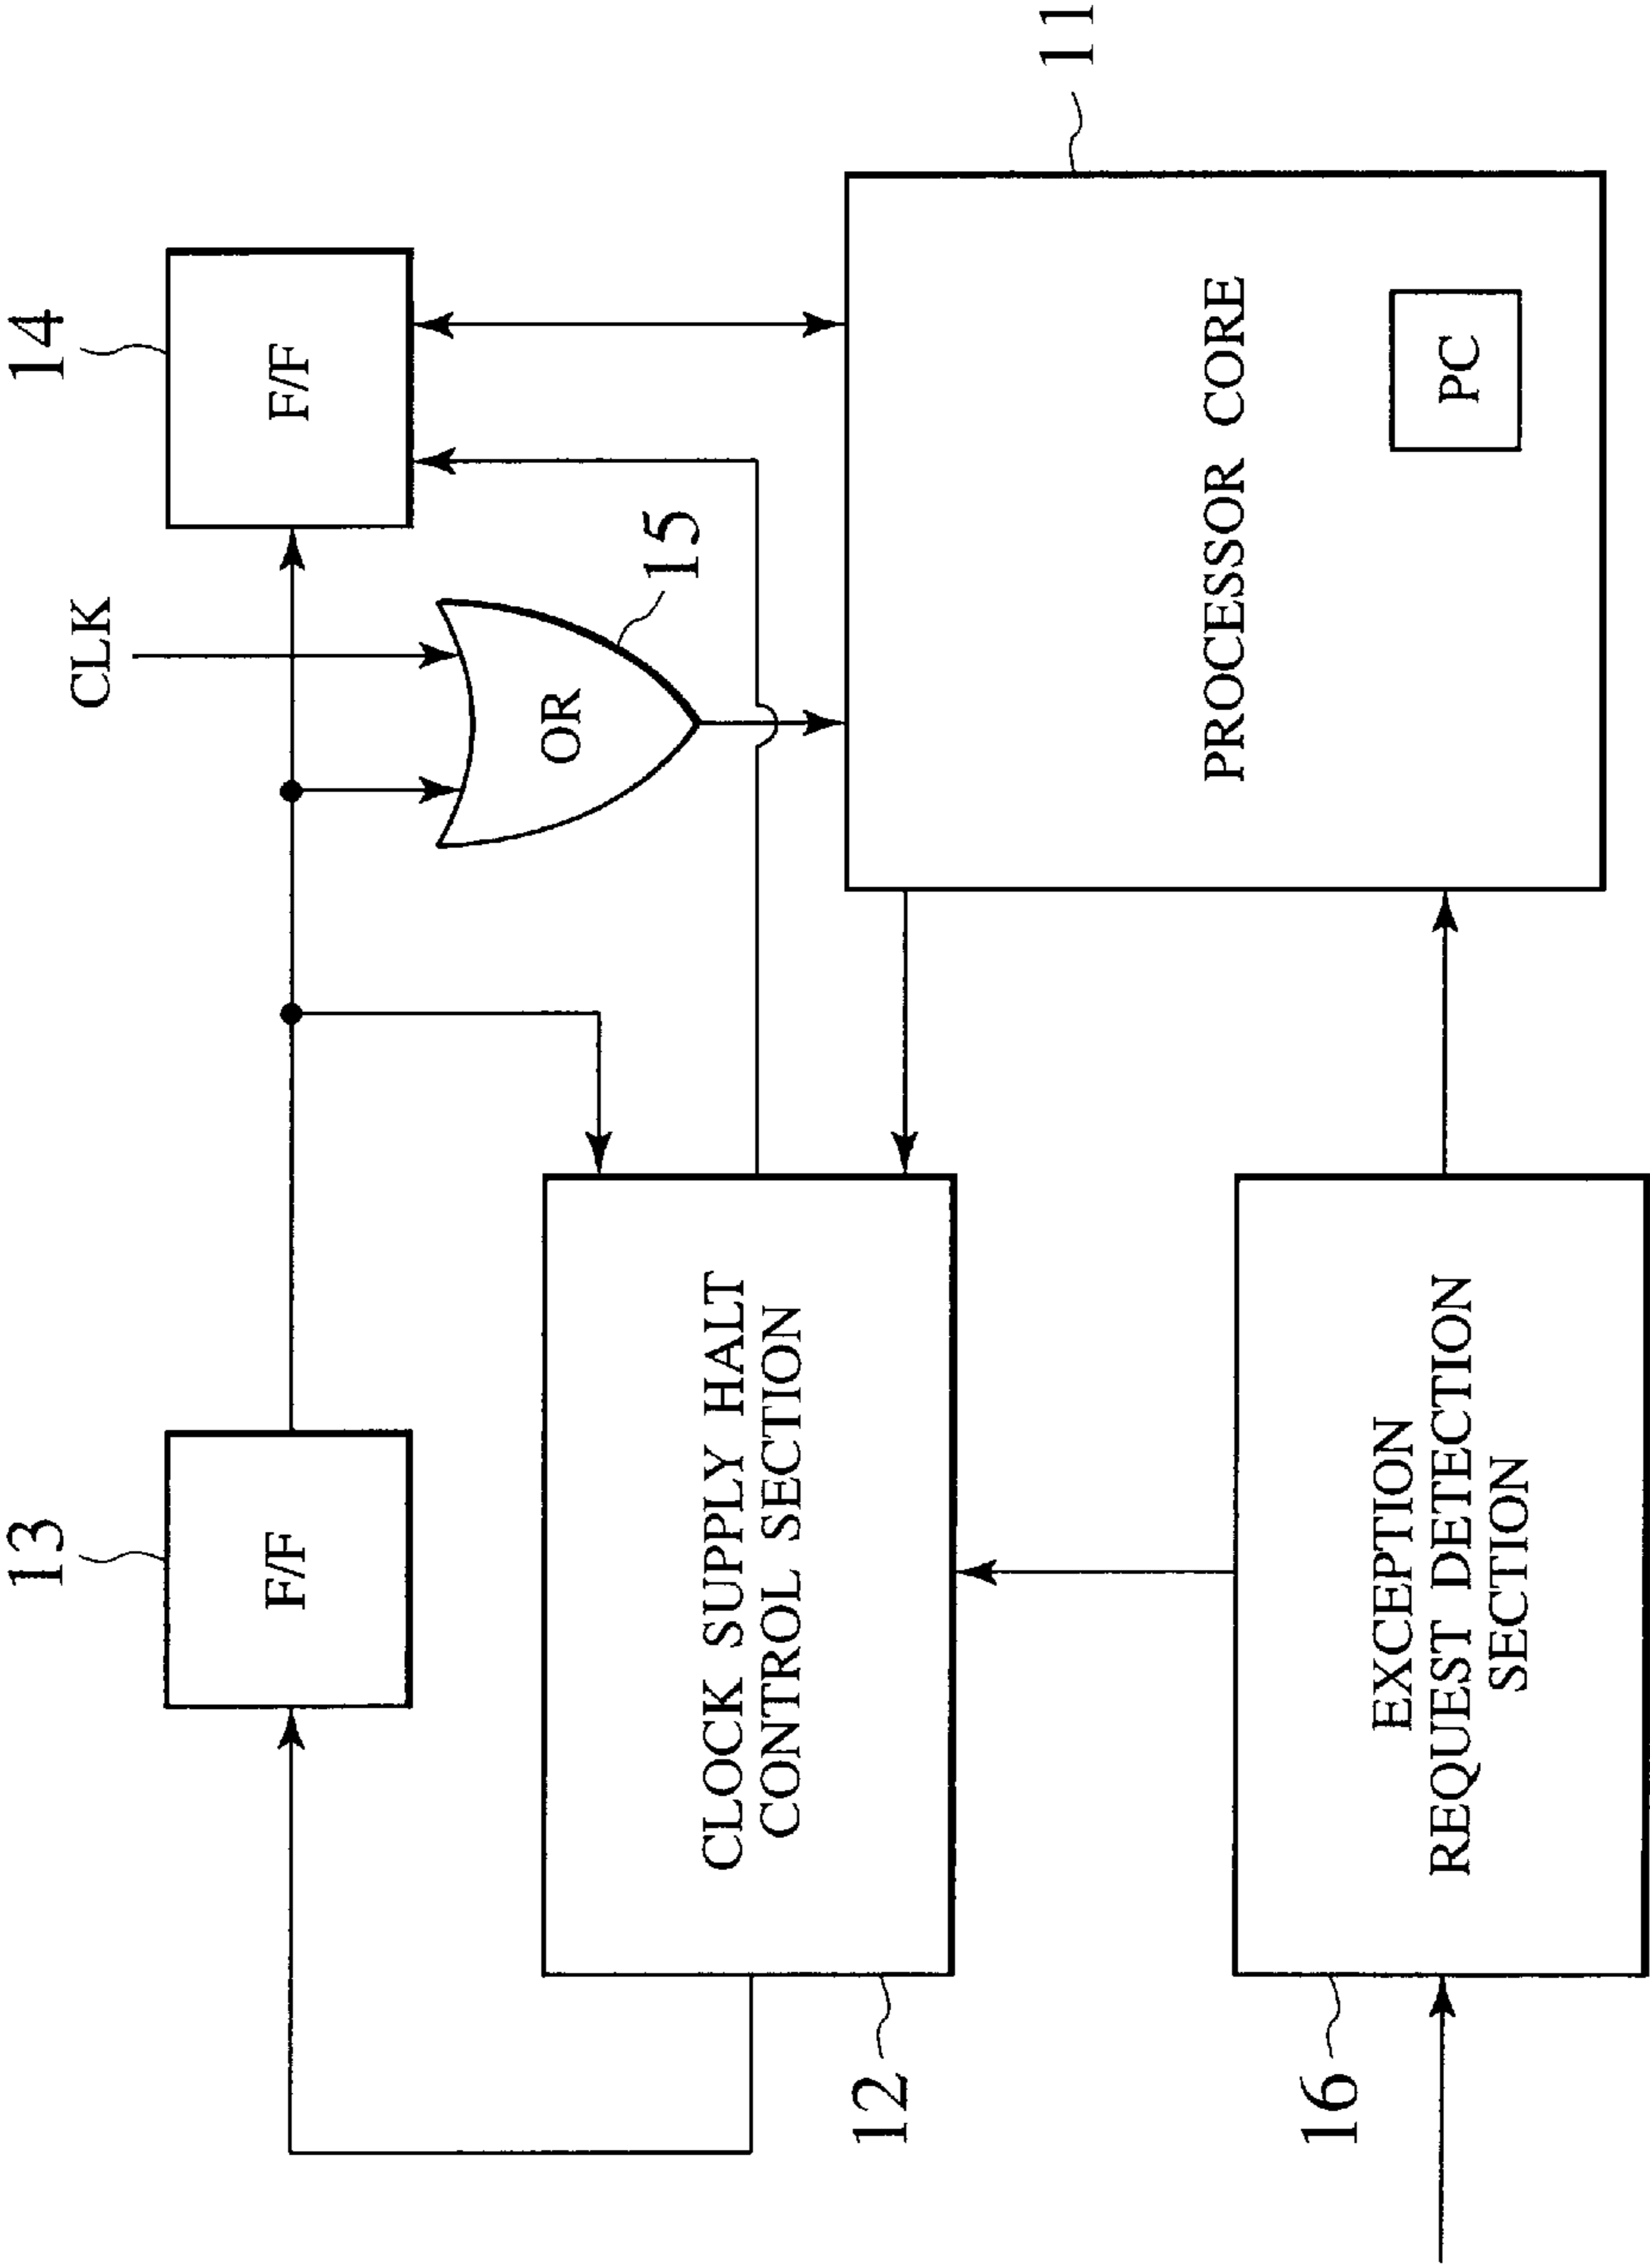 13
F/F
14
F/F
CLK
OR
15
CLOCK SUPPLY HALT
CONTROL SECTION
12
PROCESSOR CORE
PC
11
EXCEPTION
REQUEST DETECTION
SECTION
16